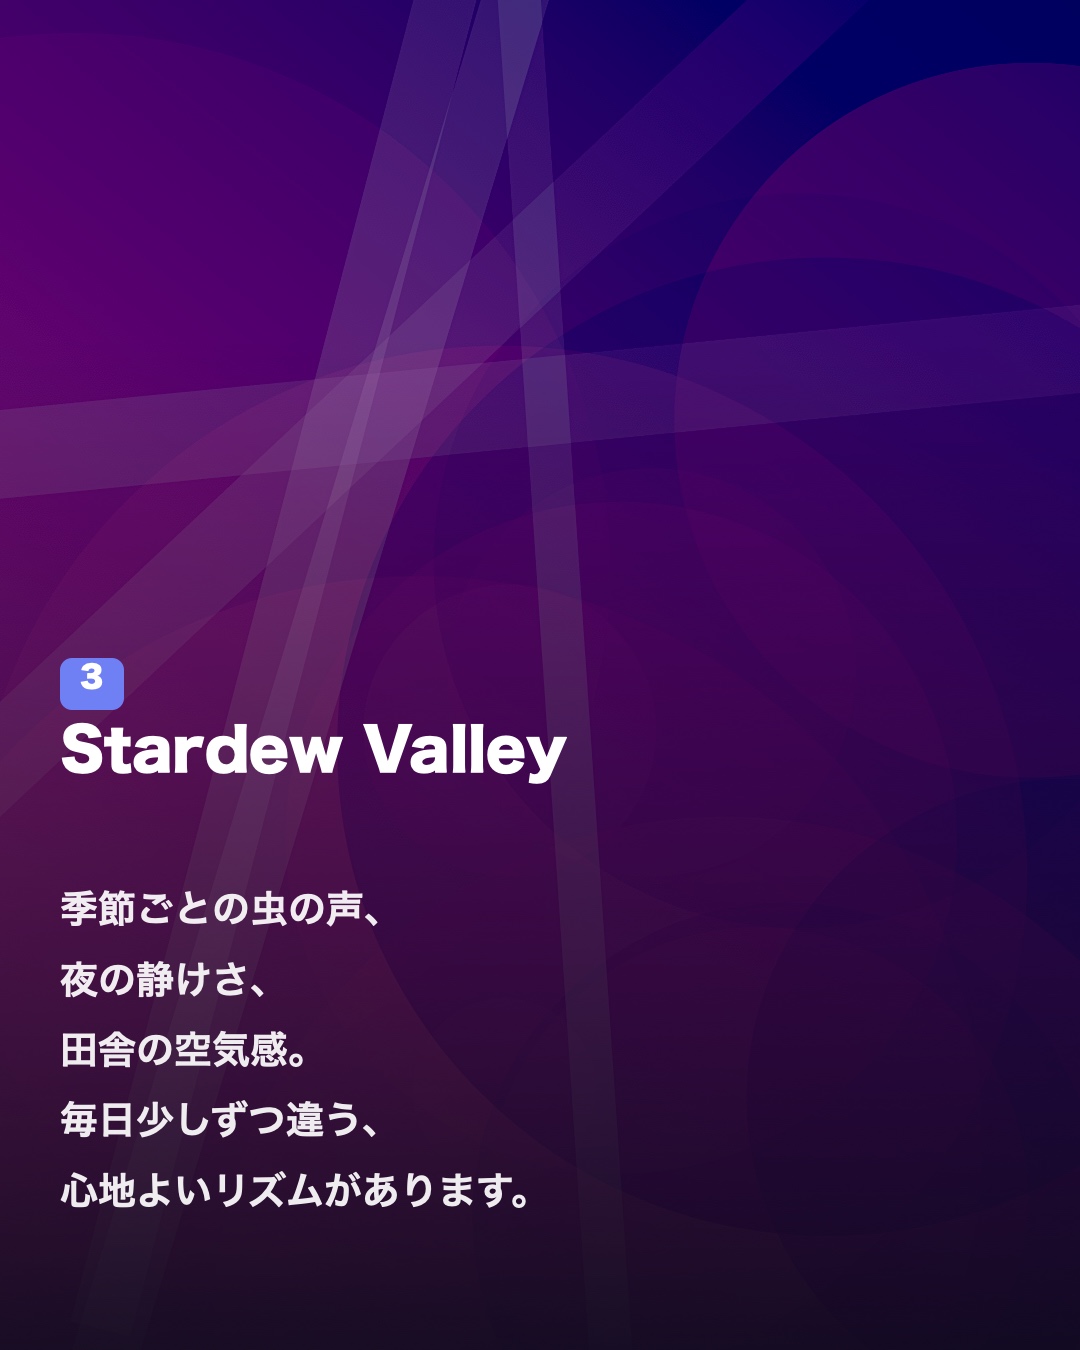 3
Stardew Valley
季節ごとの虫の声、
夜の静けさ、
田舎の空気感。
毎日少しずつ違う、
心地よいリズムがあります。